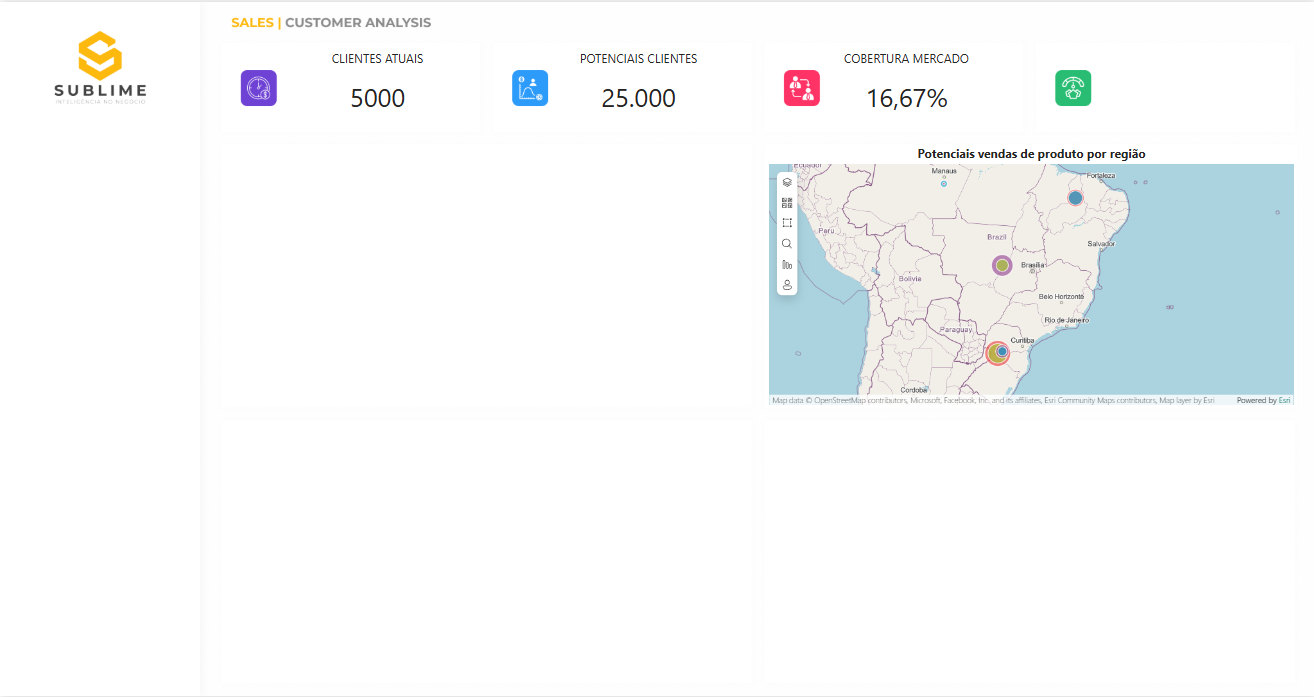 SALES | CUSTOMER ANALYSIS
SUBLIME
INTELIGÊNCIA NO NEGÓCIO
CLIENTES ATUAIS
5000
POTENCIAIS CLIENTES
25.000
COBERTURA MERCADO
16,67%
Potenciais vendas de produto por região
Ecuador
Manaus
Fortaleza
Peru
Brazil
Salvador
Brasília
Bolivia
Belo Horizonte
Rio de Janeiro
Paraguay
Curitiba
Cordoba
Map data © OpenStreetMap contributors, Microsoft, Facebook, Inc. and its affiliates, Esri Community Maps contributors, Map layer by Esri
Powered by Esri